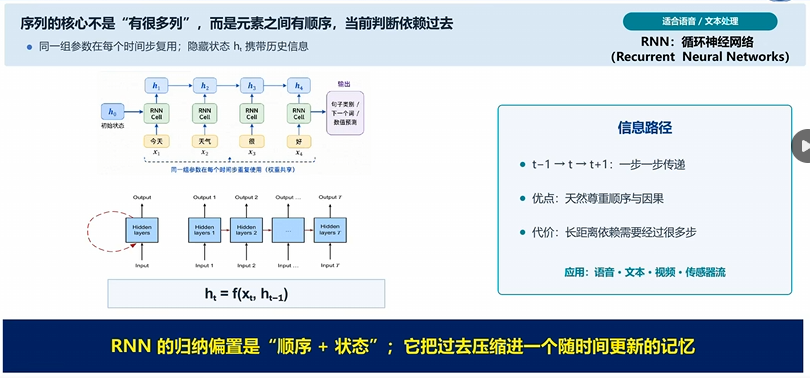 序列的核心不是“有很多列”，而是元素之间有顺序，当前判断依赖过去
同一组参数在每个时间步复用；隐藏状态 hₜ 携带历史信息
适合语音 / 文本处理
RNN：循环神经网络
（Recurrent Neural Networks）
h₁ h₂ h₃ h₄ 输出
h₀ RNN Cell RNN Cell RNN Cell RNN Cell
句子类别 /
下一个词 /
数值预测
初始状态
今天 天气 很 好
x₁ x₂ x₃ x₄
同一组参数在每个时间步重复使用（权重共享）
Output Output 1 Output 2 Output ... Output 7
Hidden layers Hidden layers 1 Hidden layers 2 ... Hidden layers 7
Input Input 1 Input 2 Input ... Input 7
hₜ = f(xₜ, hₜ₋₁)
信息路径
t−1 → t → t+1：一步一步传递
优点：天然尊重顺序与因果
代价：长距离依赖需要经过很多步
应用：语音 · 文本 · 视频 · 传感器流
RNN 的归纳偏置是“顺序 + 状态”；它把过去压缩进一个随时间更新的记忆